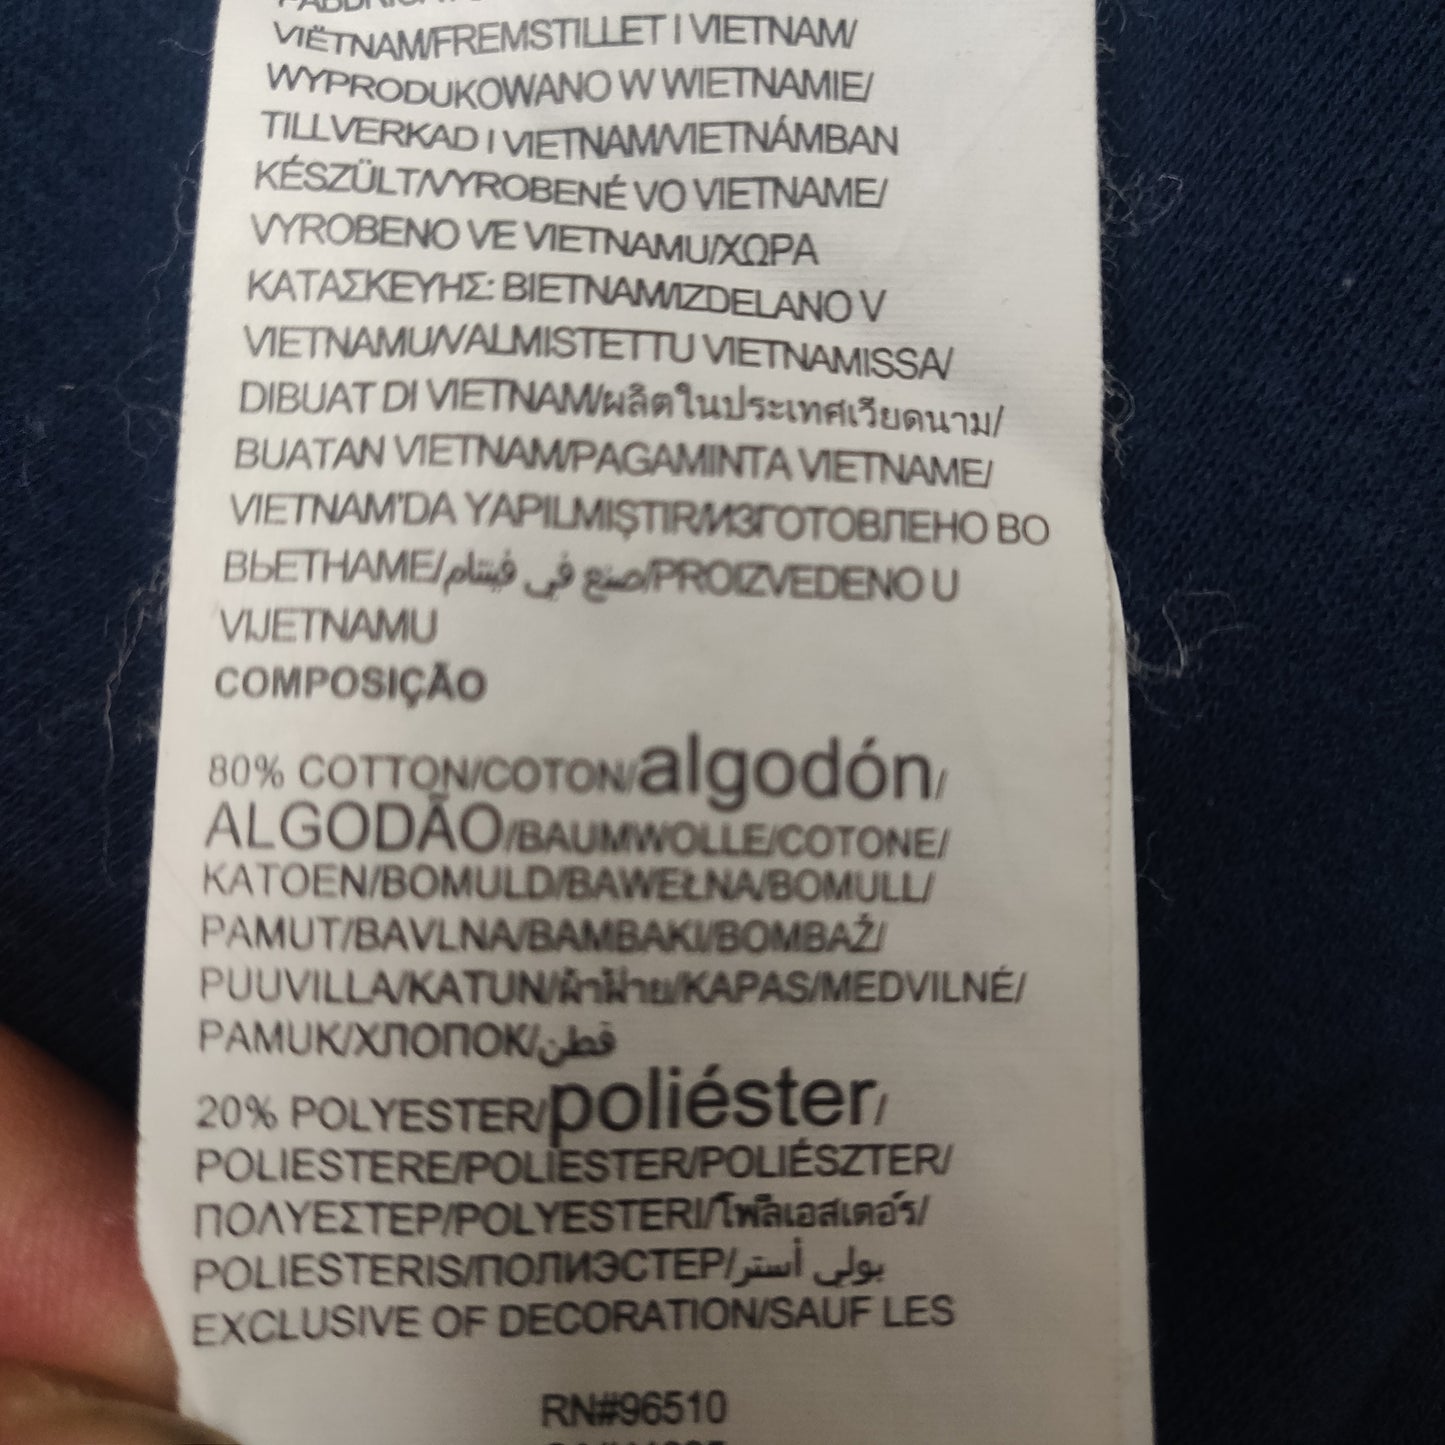 VIËTNAM/FREMSTILLET I VIETNAM/
WYPRODUKOWANO W WIETNAMIE/
TILLVERKAD I VIETNAM/VIETNÁMBAN
KÉSZÜLT/VYROBENÉ VO VIETNAME/
VYROBENO VE VIETNAMU/ΧΩΡΑ
ΚΑΤΑΣΚΕΥΗΣ: ΒΙΕΤΝΑΜ/IZDELANO V
VIETNAMU/VALMISTETTU VIETNAMISSA/
DIBUAT DI VIETNAM/ผลิตในประเทศเวียดนาม/
BUATAN VIETNAM/PAGAMINTA VIETNAME/
VIETNAM'DA YAPILMIŞTIR/ИЗГОТОВЛЕНО ВО
ВЬЕТНАМЕ/صنع في فيتنام/PROIZVEDENO U
VIJETNAMU
COMPOSIÇÃO
80% COTTON/COTON/algodón/
ALGODÃO/BAUMWOLLE/COTONE/
KATOEN/BOMULD/BAWEŁNA/BOMULL/
PAMUT/BAVLNA/BAMBAKI/BOMBAŽ/
PUUVILLA/KATUN/ผ้าฝ้าย/KAPAS/MEDVILNÉ/
PAMUK/ХЛОПОК/قطن
20% POLYESTER/poliéster/
POLIESTERE/POLIESTER/POLIÉSZTER/
ΠΟΛΥΕΣΤΕΡ/POLYESTERI/โพลิเอสเตอร์/
POLIESTERIS/ПОЛИЭСТЕР/بولي أستر
EXCLUSIVE OF DECORATION/SAUF LES
RN#96510